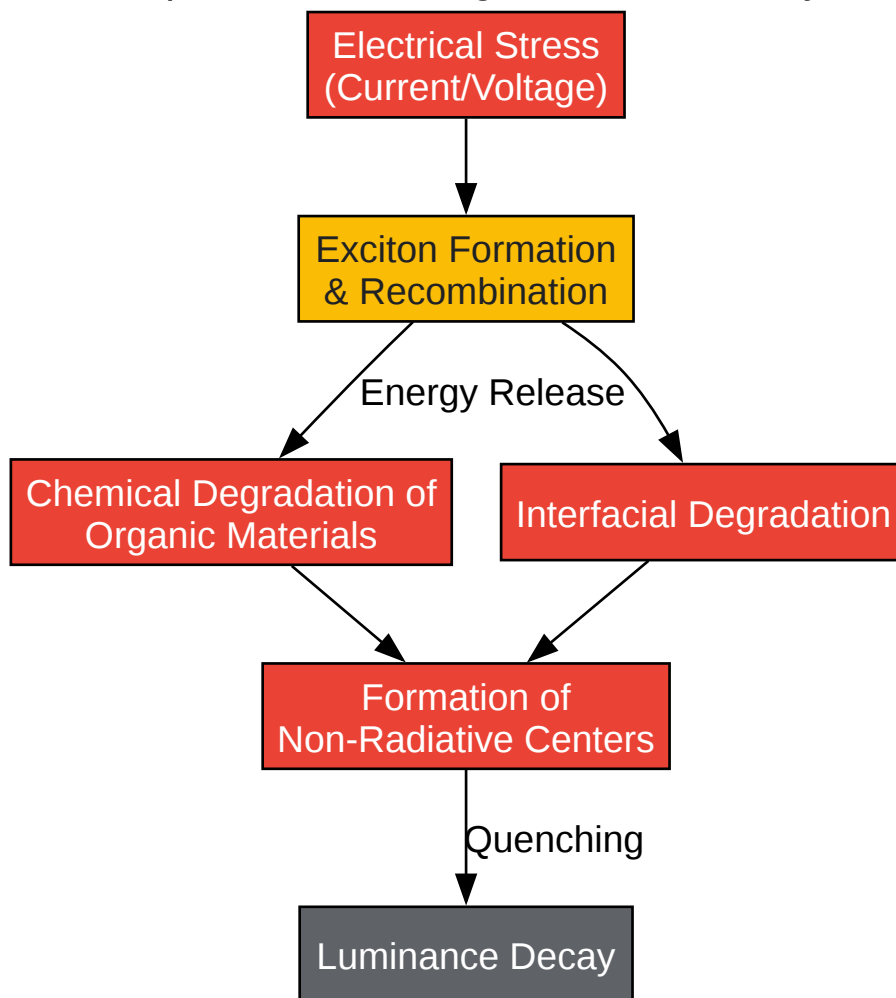 Electrical Stress
(Current/Voltage)
Exciton Formation
& Recombination
Energy Release
Chemical Degradation of
Organic Materials
Interfacial Degradation
Formation of
Non-Radiative Centers
Quenching
Luminance Decay